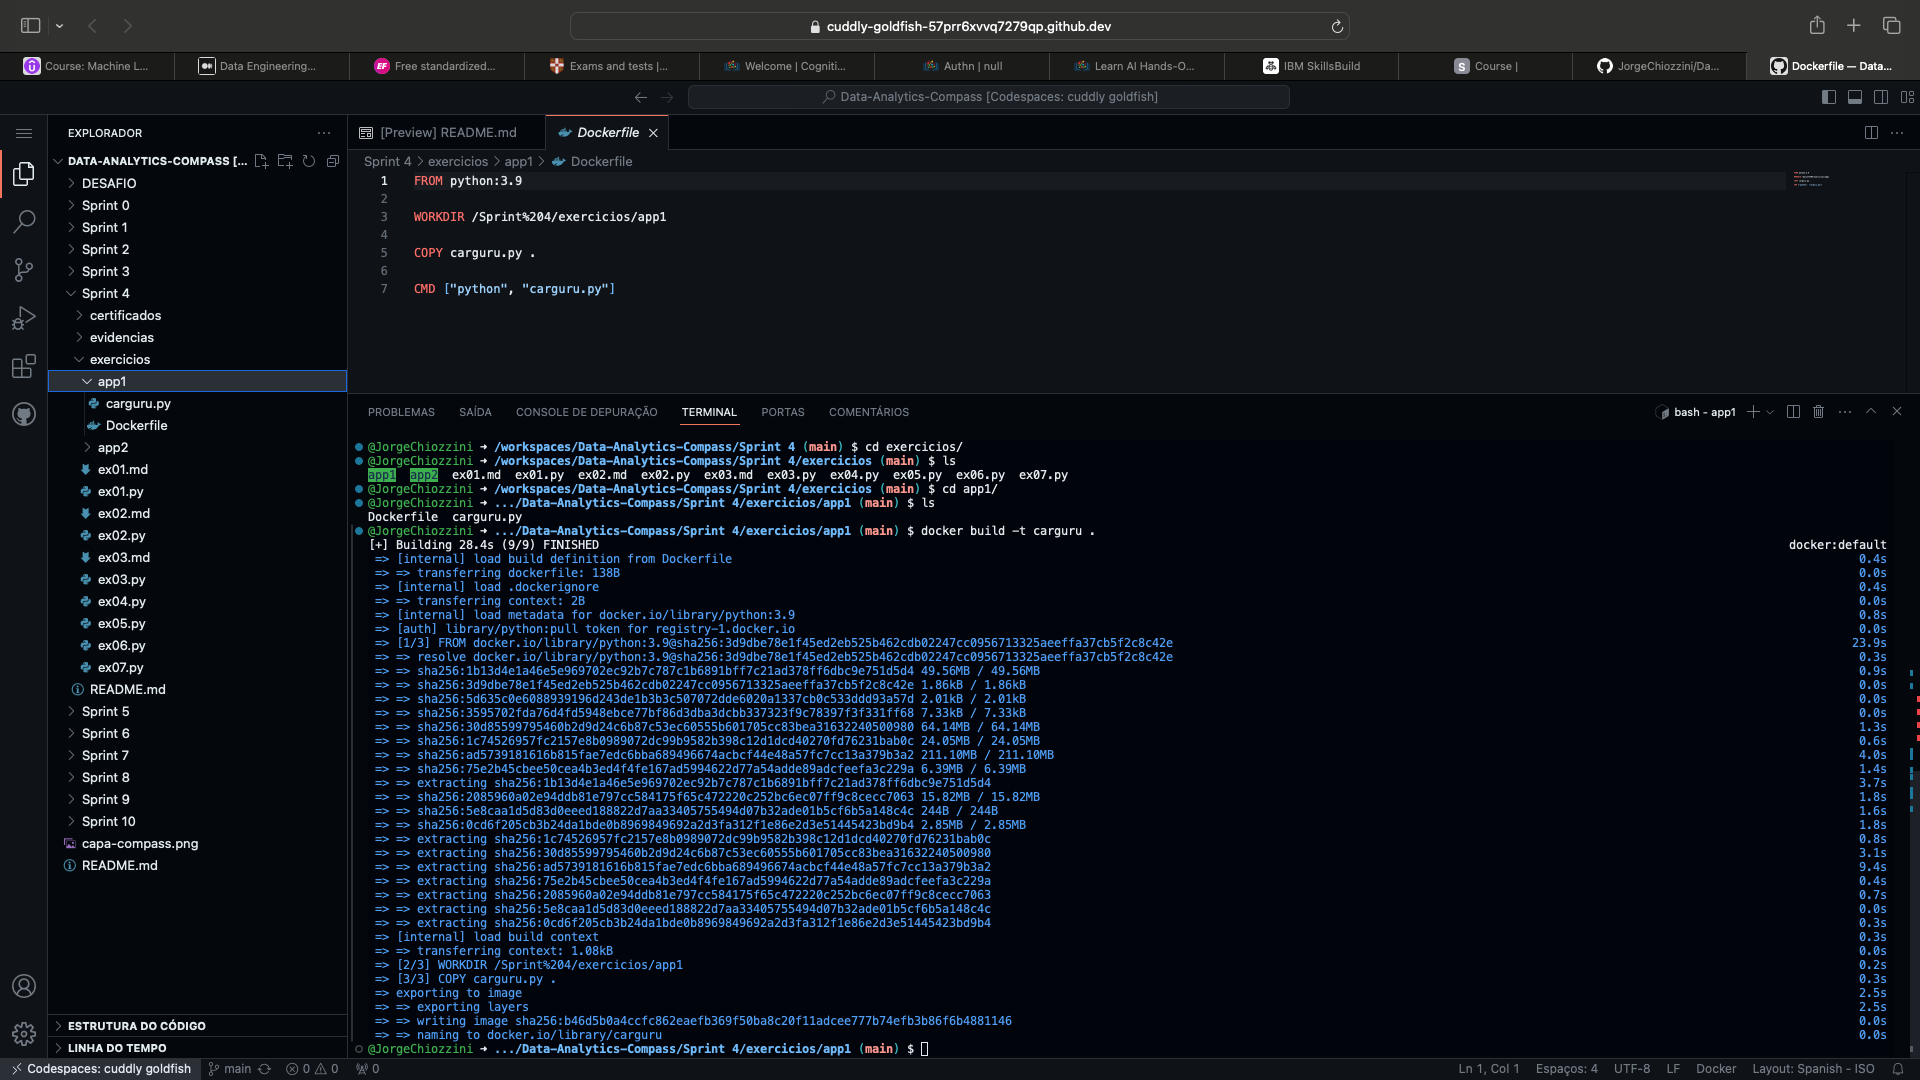 cuddly-goldfish-57prr6xvvq7279qp.github.dev
Course: Machine L...
Data Engineering...
Free standardized...
Exams and tests |...
Welcome | Cogniti...
Authn | null
Learn AI Hands-O...
IBM SkillsBuild
Course |
JorgeChiozzini/Da...
Dockerfile — Data...
Data-Analytics-Compass [Codespaces: cuddly goldfish]
EXPLORADOR
DATA-ANALYTICS-COMPASS [...
DESAFIO
Sprint 0
Sprint 1
Sprint 2
Sprint 3
Sprint 4
certificados
evidencias
exercicios
app1
carguru.py
Dockerfile
app2
ex01.md
ex01.py
ex02.md
ex02.py
ex03.md
ex03.py
ex04.py
ex05.py
ex06.py
ex07.py
README.md
Sprint 5
Sprint 6
Sprint 7
Sprint 8
Sprint 9
Sprint 10
capa-compass.png
README.md
ESTRUTURA DO CÓDIGO
LINHA DO TEMPO
[Preview] README.md
Dockerfile
Sprint 4 > exercicios > app1 > Dockerfile
1 FROM python:3.9
2
3 WORKDIR /Sprint%204/exercicios/app1
4
5 COPY carguru.py .
6
7 CMD ["python", "carguru.py"]
PROBLEMAS SAÍDA CONSOLE DE DEPURAÇÃO TERMINAL PORTAS COMENTÁRIOS
bash - app1
@JorgeChiozzini → /workspaces/Data-Analytics-Compass/Sprint 4 (main) $ cd exercicios/
@JorgeChiozzini → /workspaces/Data-Analytics-Compass/Sprint 4/exercicios (main) $ ls
app1 app2 ex01.md ex01.py ex02.md ex02.py ex03.md ex03.py ex04.py ex05.py ex06.py ex07.py
@JorgeChiozzini → /workspaces/Data-Analytics-Compass/Sprint 4/exercicios (main) $ cd app1/
@JorgeChiozzini → .../Data-Analytics-Compass/Sprint 4/exercicios/app1 (main) $ ls
Dockerfile carguru.py
@JorgeChiozzini → .../Data-Analytics-Compass/Sprint 4/exercicios/app1 (main) $ docker build -t carguru .
[+] Building 28.4s (9/9) FINISHED docker:default
=> [internal] load build definition from Dockerfile 0.4s
=> => transferring dockerfile: 138B 0.0s
=> [internal] load .dockerignore 0.4s
=> => transferring context: 2B 0.0s
=> [internal] load metadata for docker.io/library/python:3.9 0.8s
=> [auth] library/python:pull token for registry-1.docker.io 0.0s
=> [1/3] FROM docker.io/library/python:3.9@sha256:3d9dbe78e1f45ed2eb525b462cdb02247cc0956713325aeeffa37cb5f2c8c42e 23.9s
=> => resolve docker.io/library/python:3.9@sha256:3d9dbe78e1f45ed2eb525b462cdb02247cc0956713325aeeffa37cb5f2c8c42e 0.3s
=> => sha256:1b13d4e1a46e5e969702ec92b7c787c1b6891bff7c21ad378ff6dbc9e751d5d4 49.56MB / 49.56MB 0.9s
=> => sha256:3d9dbe78e1f45ed2eb525b462cdb02247cc0956713325aeeffa37cb5f2c8c42e 1.86kB / 1.86kB 0.0s
=> => sha256:5d635c0e6088939196d243de1b3b3c507072dde6020a1337cb0c533ddd93a57d 2.01kB / 2.01kB 0.0s
=> => sha256:3595702fda76d4fd5948ebce77bf86d3dba3dcbb337323f9c78397f3f331ff68 7.33kB / 7.33kB 0.0s
=> => sha256:30d85599795460b2d9d24c6b87c53ec60555b601705cc83bea31632240500980 64.14MB / 64.14MB 1.3s
=> => sha256:1c74526957fc2157e8b0989072dc99b9582b398c12d1dcd40270fd76231bab0c 24.05MB / 24.05MB 0.6s
=> => sha256:ad5739181616b815fae7edc6bba689496674acbcf44e48a57fc7cc13a379b3a2 211.10MB / 211.10MB 4.0s
=> => sha256:75e2b45cbee50cea4b3ed4f4fe167ad5994622d77a54adde89adcfeefa3c229a 6.39MB / 6.39MB 1.4s
=> => extracting sha256:1b13d4e1a46e5e969702ec92b7c787c1b6891bff7c21ad378ff6dbc9e751d5d4 3.7s
=> => sha256:2085960a02e94ddb81e797cc584175f65c472220c252bc6ec07ff9c8cecc7063 15.82MB / 15.82MB 1.8s
=> => sha256:5e8caa1d5d83d0eeed188822d7aa33405755494d07b32ade01b5cf6b5a148c4c 244B / 244B 1.6s
=> => sha256:0cd6f205cb3b24da1bde0b8969849692a2d3fa312f1e86e2d3e51445423bd9b4 2.85MB / 2.85MB 1.8s
=> => extracting sha256:1c74526957fc2157e8b0989072dc99b9582b398c12d1dcd40270fd76231bab0c 0.8s
=> => extracting sha256:30d85599795460b2d9d24c6b87c53ec60555b601705cc83bea31632240500980 3.1s
=> => extracting sha256:ad5739181616b815fae7edc6bba689496674acbcf44e48a57fc7cc13a379b3a2 9.4s
=> => extracting sha256:75e2b45cbee50cea4b3ed4f4fe167ad5994622d77a54adde89adcfeefa3c229a 0.4s
=> => extracting sha256:2085960a02e94ddb81e797cc584175f65c472220c252bc6ec07ff9c8cecc7063 0.7s
=> => extracting sha256:5e8caa1d5d83d0eeed188822d7aa33405755494d07b32ade01b5cf6b5a148c4c 0.0s
=> => extracting sha256:0cd6f205cb3b24da1bde0b8969849692a2d3fa312f1e86e2d3e51445423bd9b4 0.3s
=> [internal] load build context 0.3s
=> => transferring context: 1.08kB 0.0s
=> [2/3] WORKDIR /Sprint%204/exercicios/app1 0.2s
=> [3/3] COPY carguru.py . 0.3s
=> exporting to image 2.5s
=> => exporting layers 2.5s
=> => writing image sha256:b46d5b0a4ccfc862eaefb369f50ba8c20f11adcee777b74efb3b86f6b4881146 0.0s
=> => naming to docker.io/library/carguru 0.0s
@JorgeChiozzini → .../Data-Analytics-Compass/Sprint 4/exercicios/app1 (main) $
Codespaces: cuddly goldfish main 0 0 0 Ln 1, Col 1 Espaços: 4 UTF-8 LF Docker Layout: Spanish - ISO